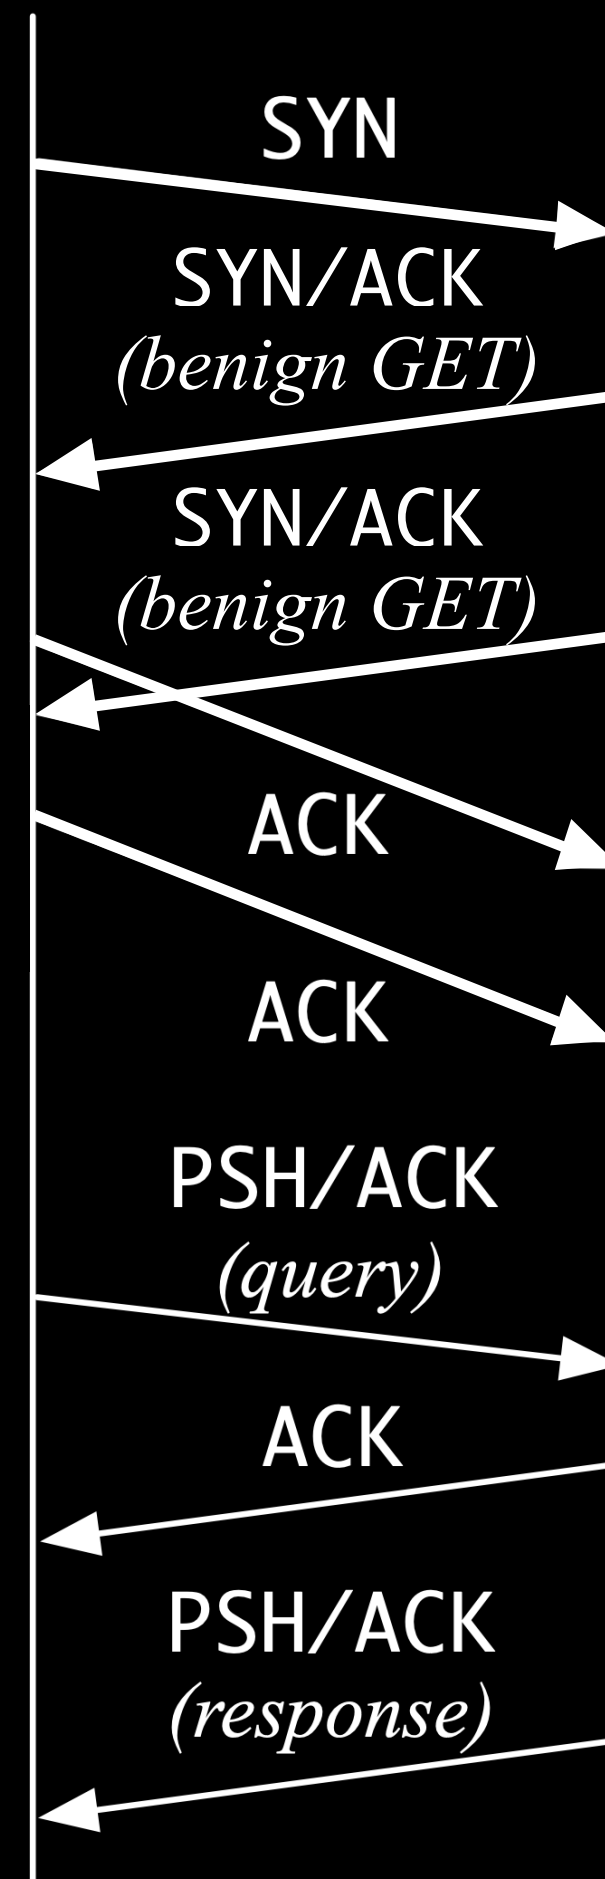 SYN
SYN/ACK
(benign GET)
SYN/ACK
(benign GET)
ACK
ACK
PSH/ACK
(query)
ACK
PSH/ACK
(response)